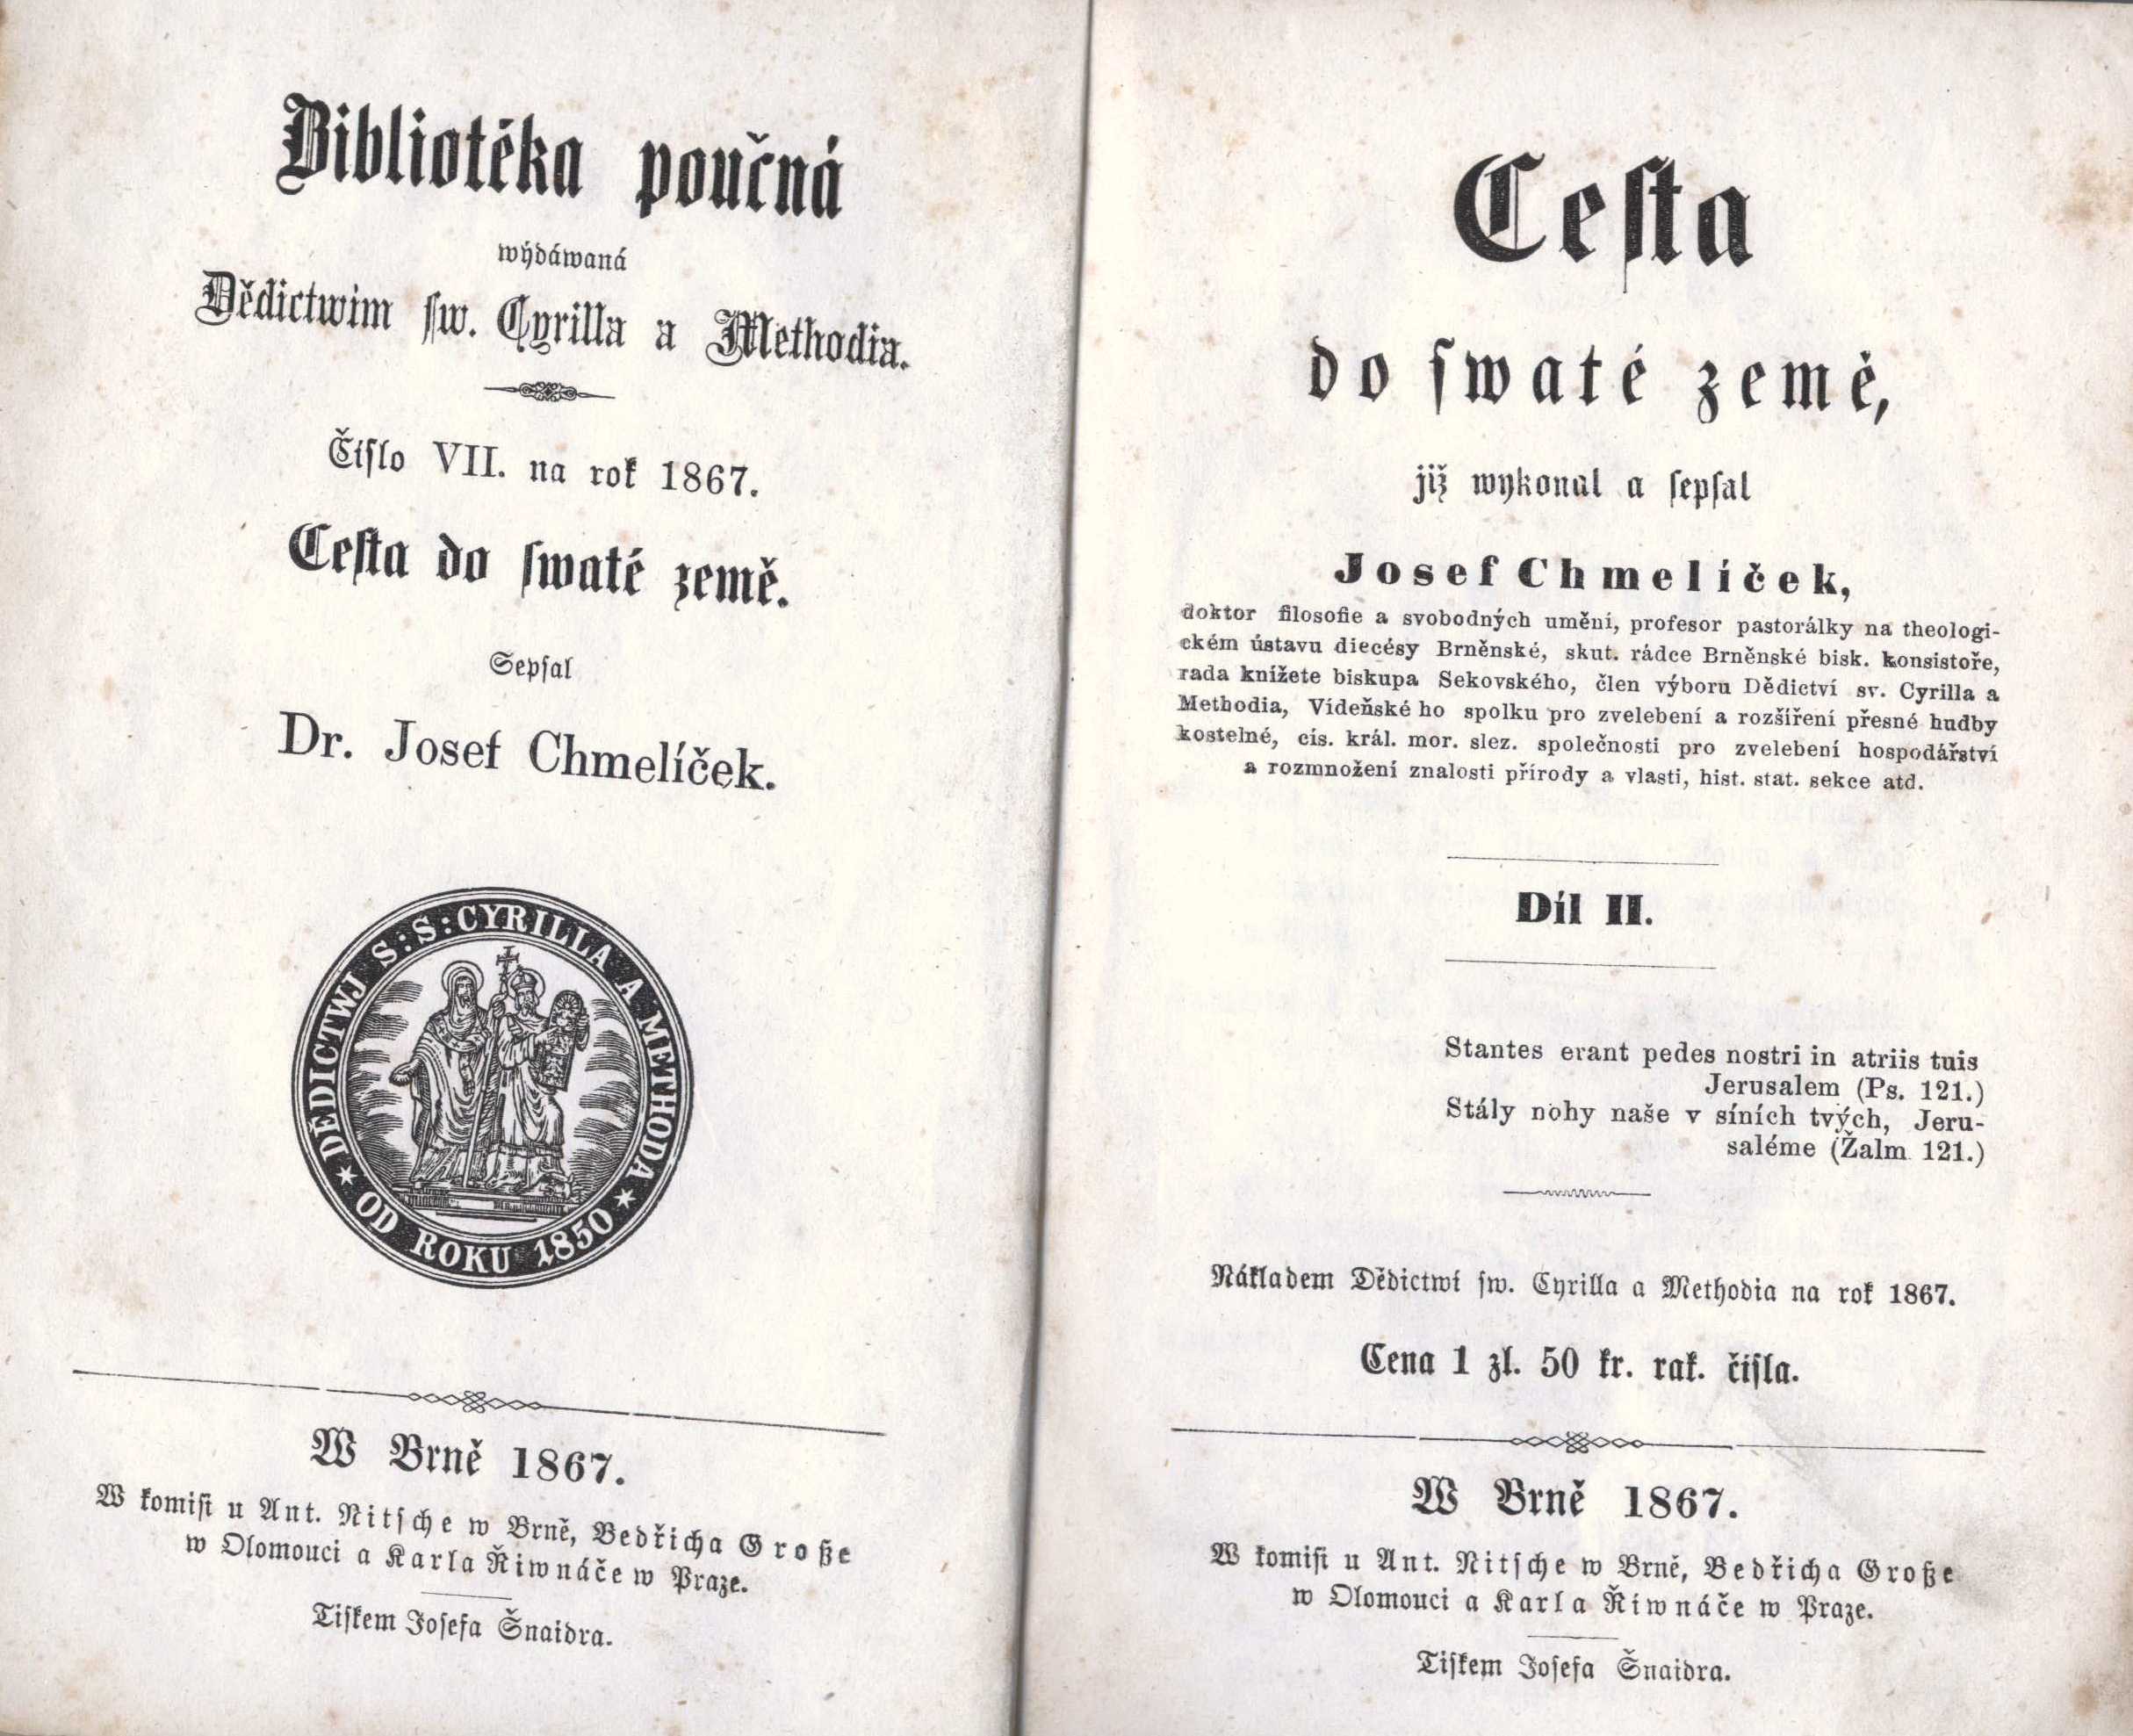 Bibliotéka poučná
wýdáwaná
Dědictwim sw. Cyrilla a Methodia.
Čislo VII. na rok 1867.
Cesta do swaté země.
Sepsal
Dr. Josef Chmelíček.
DĚDICTWJ S: S: CYRILLA A METHODA
* OD ROKU 1850 *
W Brně 1867.
W komisi u Ant. Nitsche w Brně, Bedřicha Große
w Olomouci a Karla Řiwnáče w Praze.
Tiskem Josefa Šnaidra.
Cesta
do swaté země,
již wykonal a sepsal
Josef Chmelíček,
doktor filosofie a svobodných umění, profesor pastorálky na theologi-
ckém ústavu diecésy Brněnské, skut. rádce Brněnské bisk. konsistoře,
rada knížete biskupa Sekovského, člen výboru Dědictví sv. Cyrilla a
Methodia, Vídeňské ho spolku pro zvelebení a rozšíření přesné hudby
kostelné, cís. král. mor. slez. společnosti pro zvelebení hospodářství
a rozmnožení znalosti přírody a vlasti, hist. stat. sekce atd.
Díl II.
Stantes erant pedes nostri in atriis tuis
Jerusalem (Ps. 121.)
Stály nohy naše v síních tvých, Jeru-
saléme (Žalm 121.)
Nákladem Dědictwí sw. Cyrilla a Methodia na rok 1867.
Cena 1 zl. 50 kr. rak. čisla.
W Brně 1867.
W komisi u Ant. Nitsche w Brně, Bedřicha Große
w Olomouci a Karla Řiwnáče w Praze.
Tiskem Josefa Šnaidra.